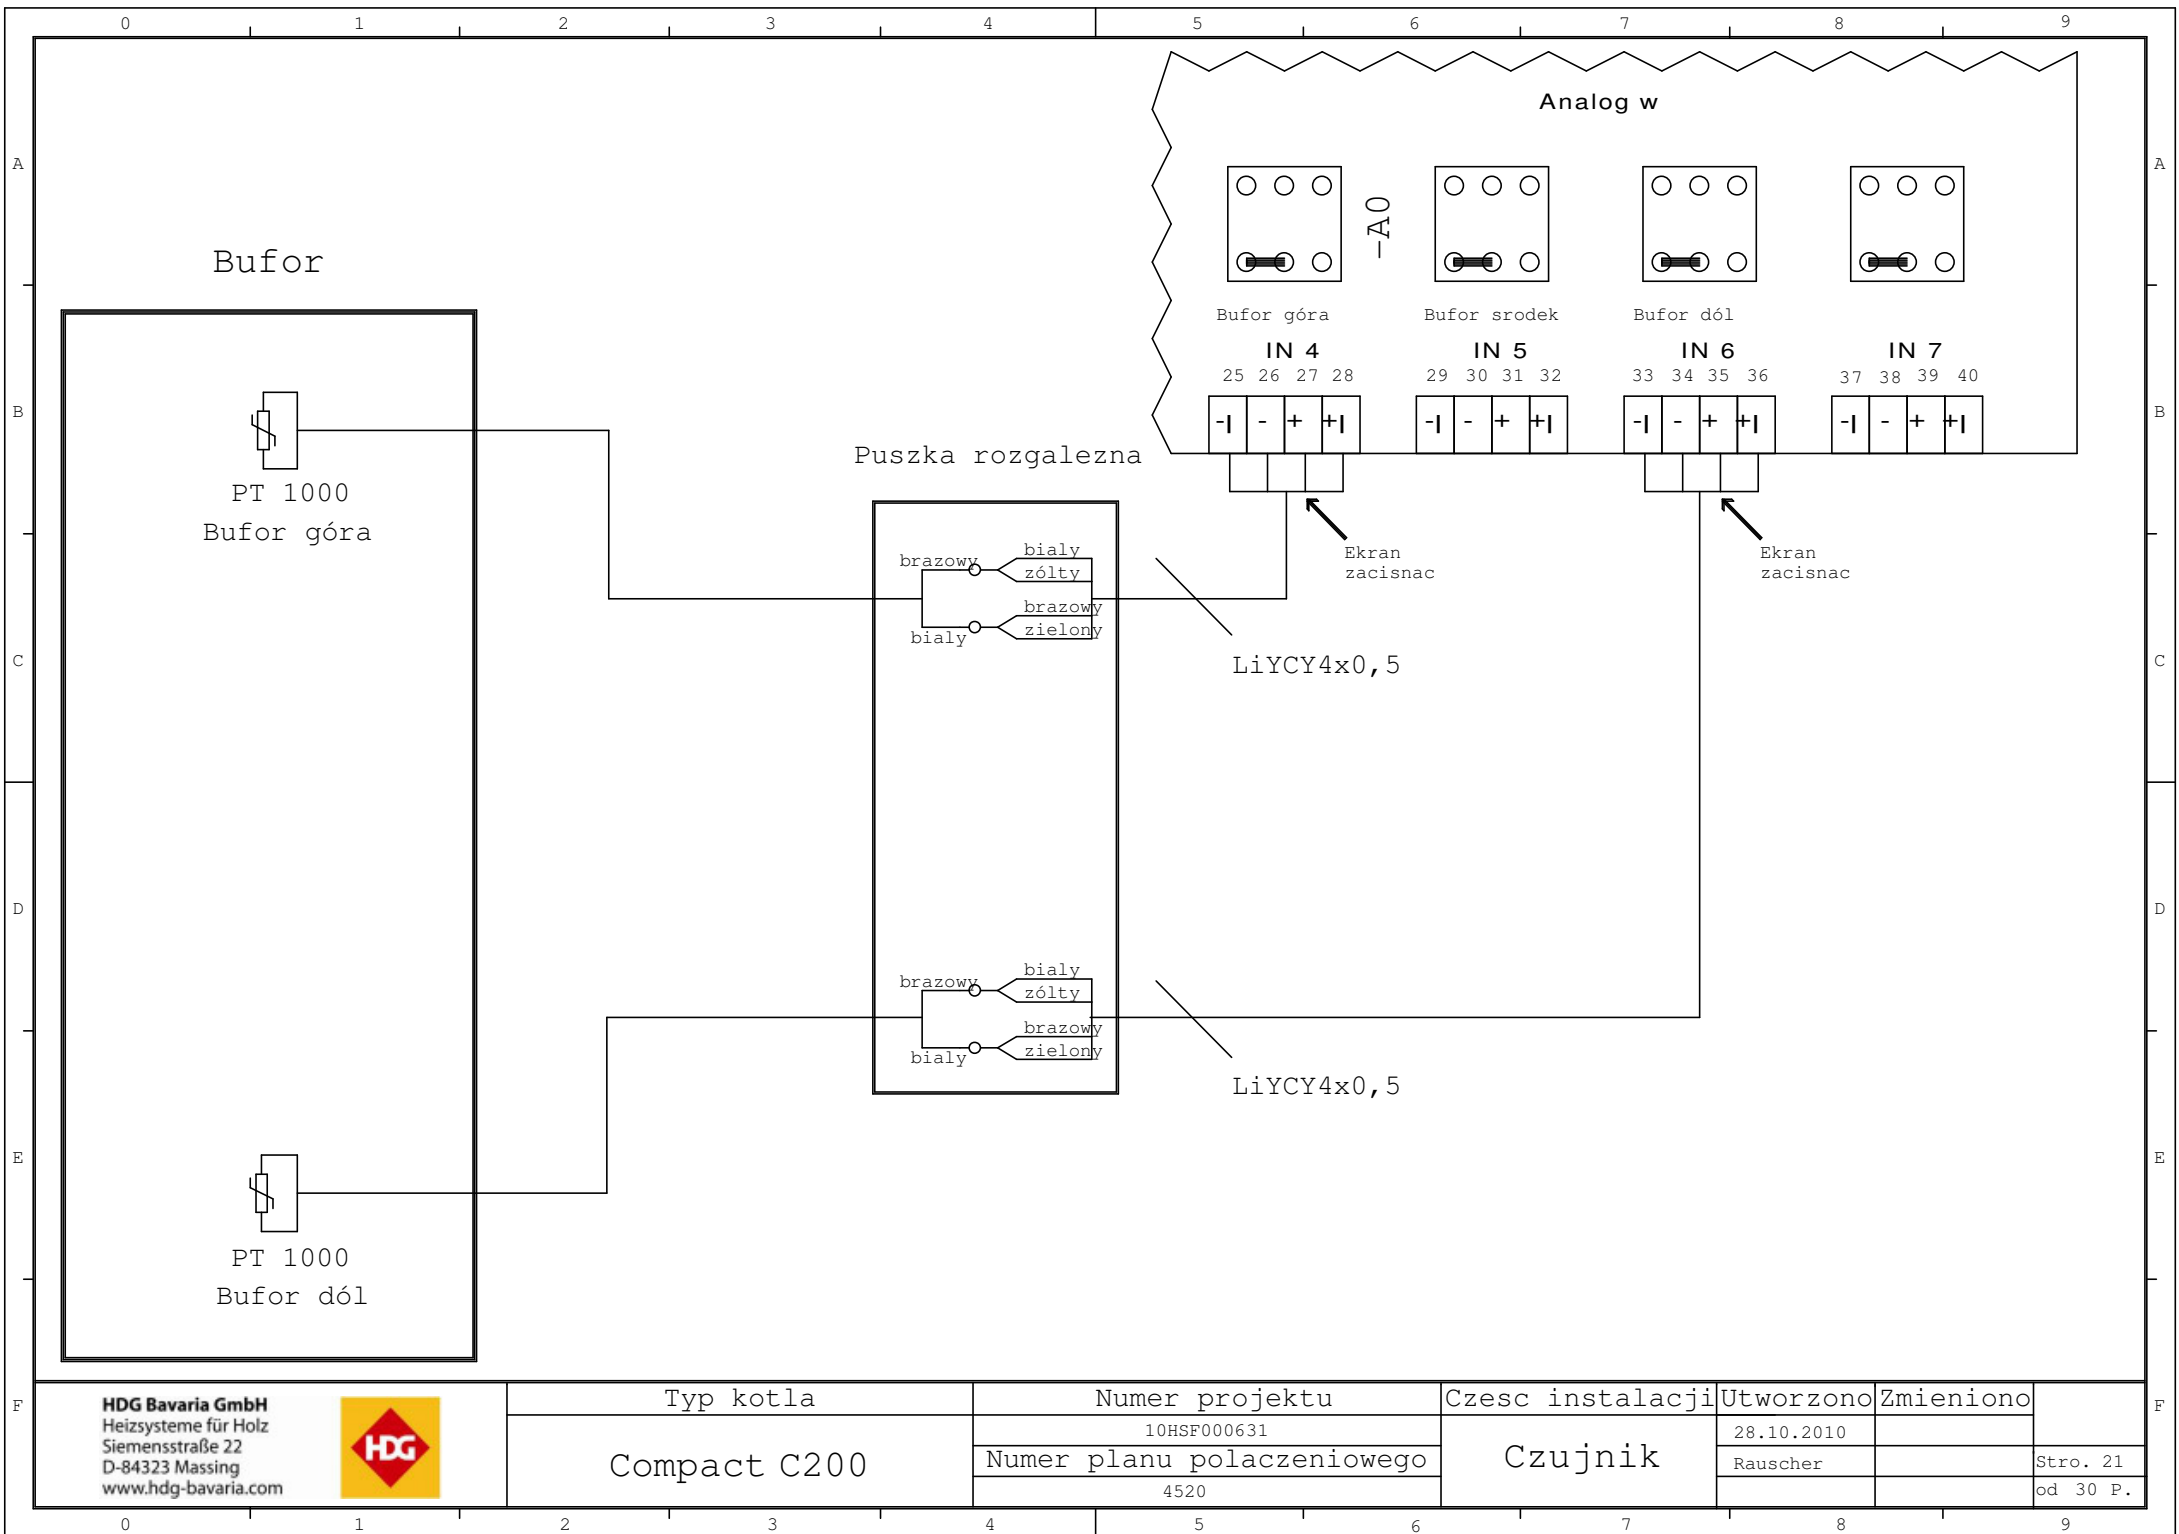 0 1 2 3 4 5 6 7 8 9
Analog w
A A
-A0
Bufor
Bufor góra Bufor srodek Bufor dól
IN 4 IN 5 IN 6 IN 7
25 26 27 28 29 30 31 32 33 34 35 36 37 38 39 40
B B
-I - + +I -I - + +I -I - + +I -I - + +I
Puszka rozgalezna
PT 1000
Bufor góra
Ekran
zacisnac
Ekran
zacisnac
brazowy
bialy
zólty
brazowy
zielony
bialy
C C
LiYCY4x0,5
D D
brazowy
bialy
zólty
brazowy
zielony
bialy
LiYCY4x0,5
E E
PT 1000
Bufor dól
F F
HDG Bavaria GmbH
Heizsysteme für Holz
Siemensstraße 22
D-84323 Massing
www.hdg-bavaria.com
HDG
Typ kotla
Compact C200
Numer projektu
10HSF000631
Numer planu polaczeniowego
4520
Czesc instalacji
Czujnik
Utworzono
28.10.2010
Rauscher
Zmieniono
Stro. 21
od 30 P.
0 1 2 3 4 5 6 7 8 9